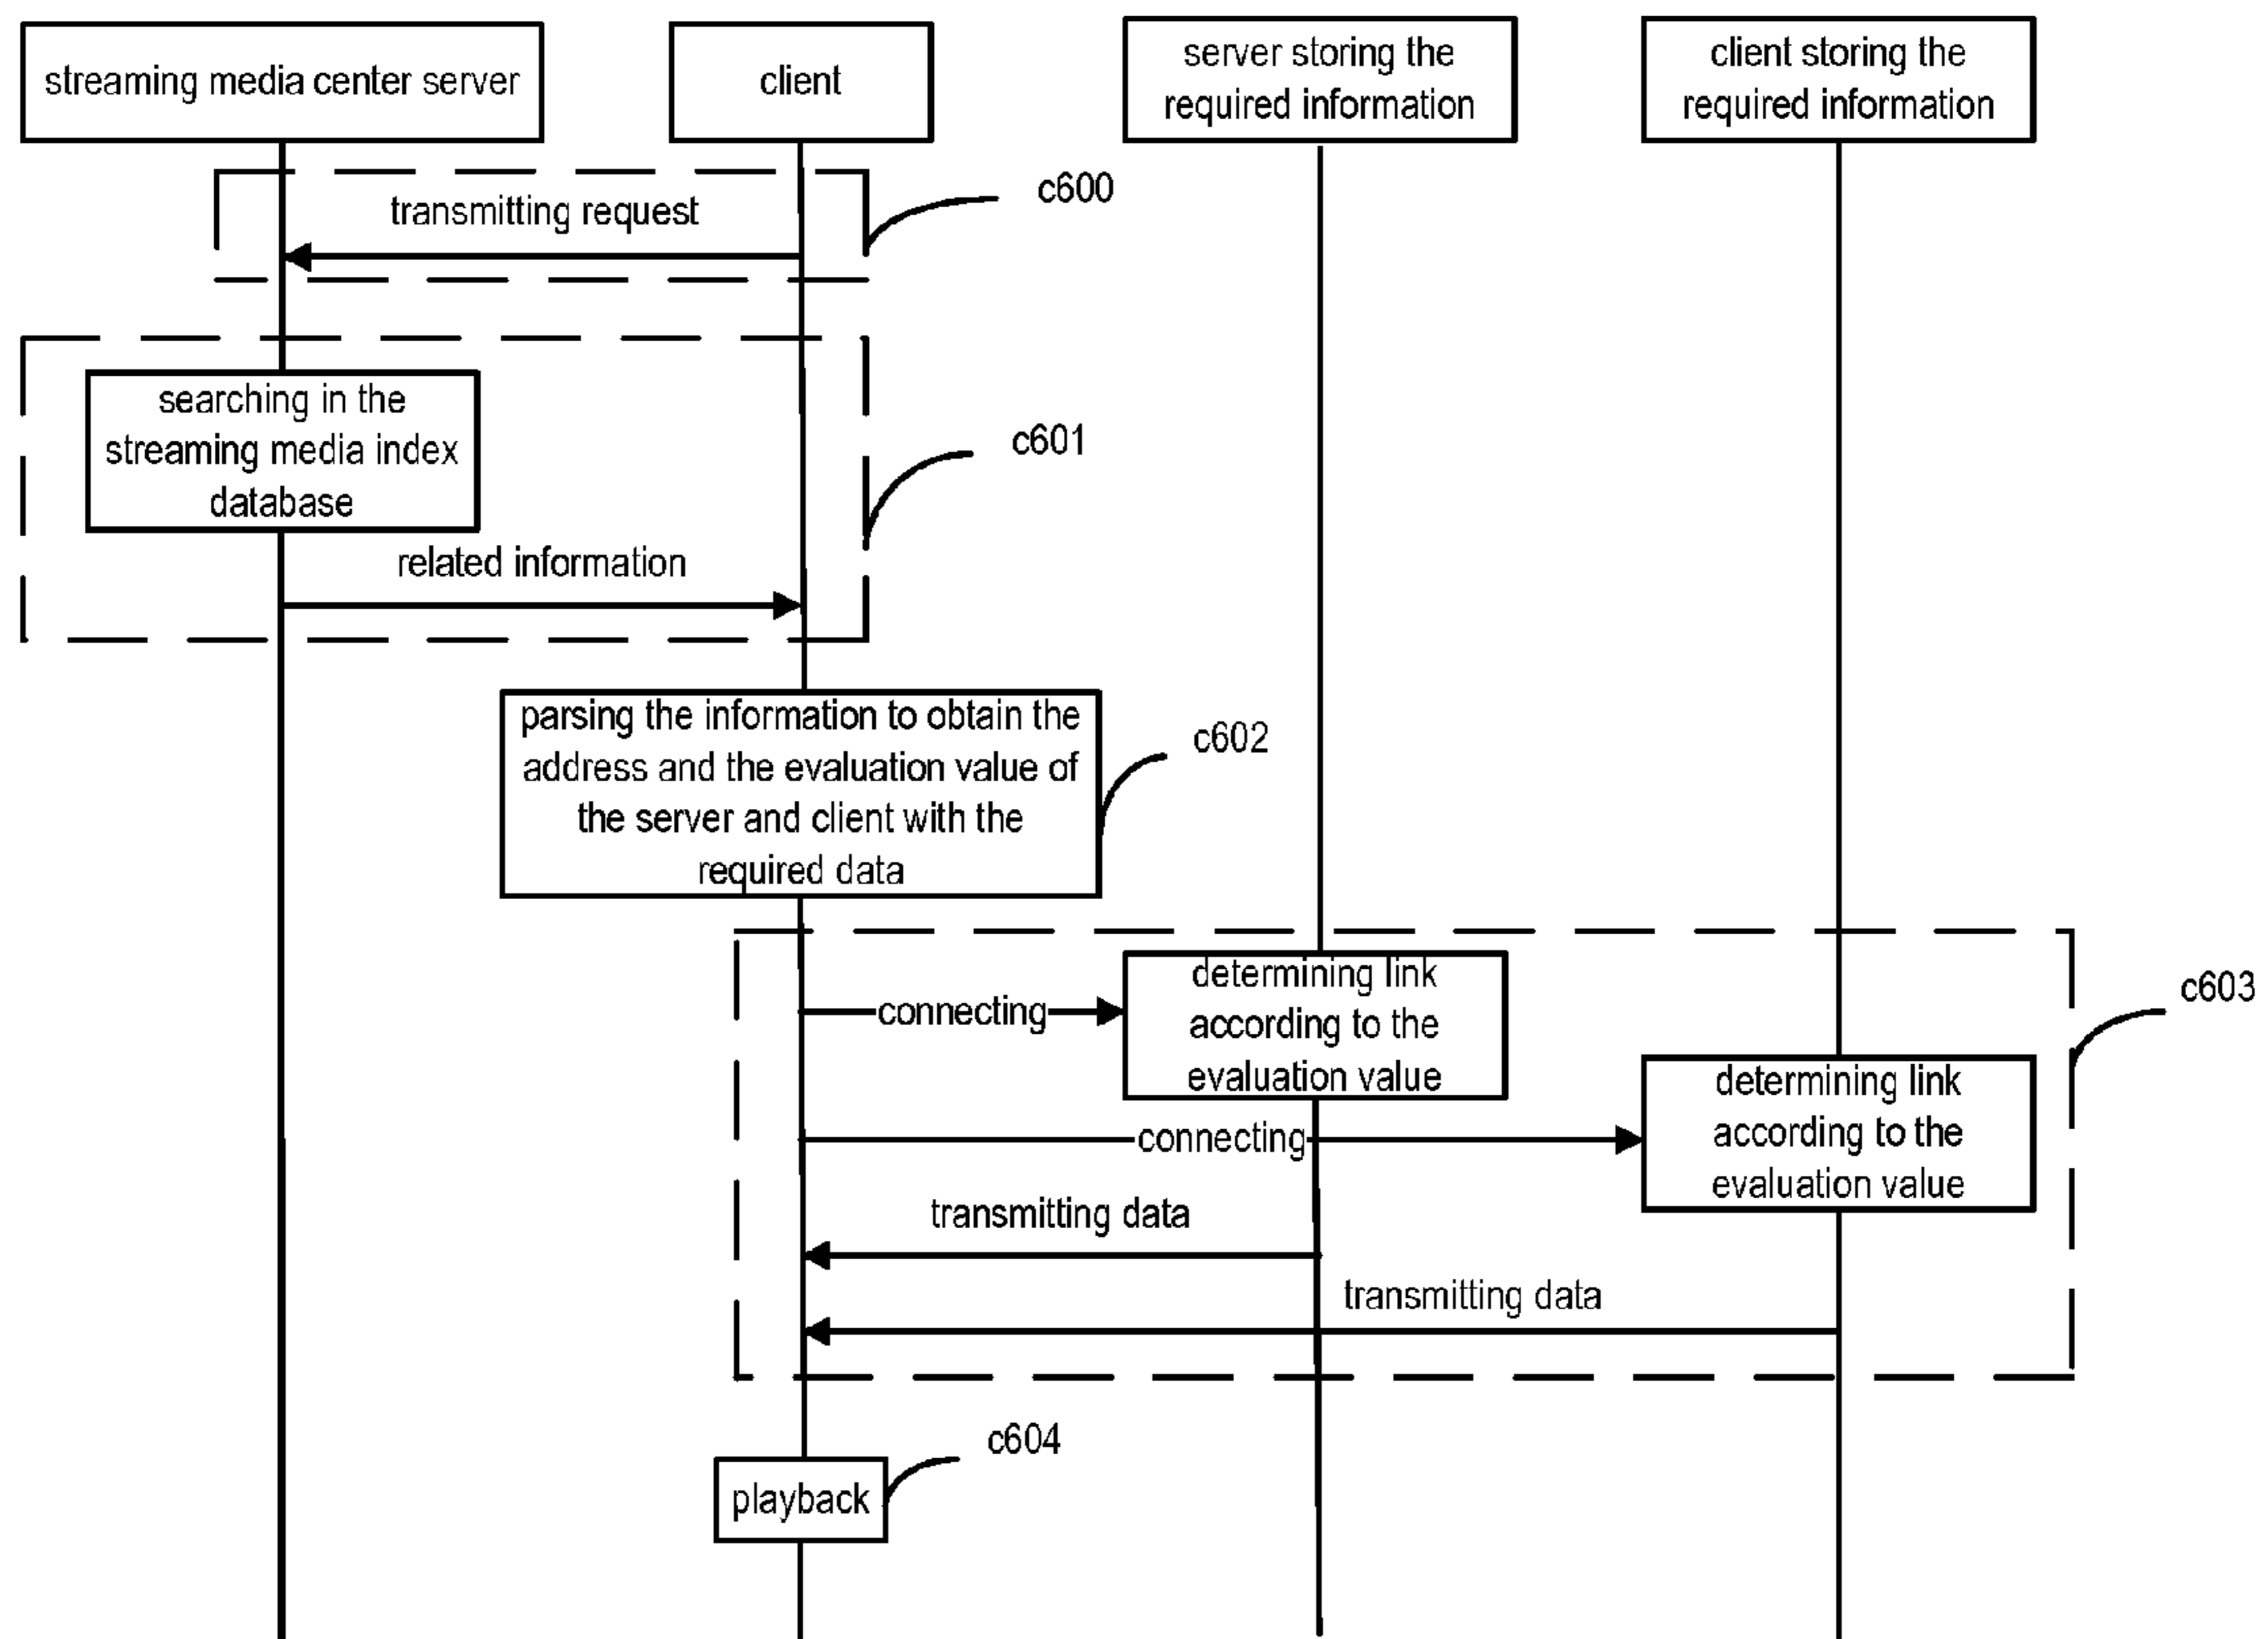 streaming media center server
client
server storing the
required information
client storing the
required information
transmitting request
c600
searching in the
streaming media index
database
c601
related information
parsing the information to obtain the
address and the evaluation value of
the server and client with the
required data
c602
connecting
determining link
according to the
evaluation value
c603
connecting
determining link
according to the
evaluation value
transmitting data
transmitting data
c604
playback